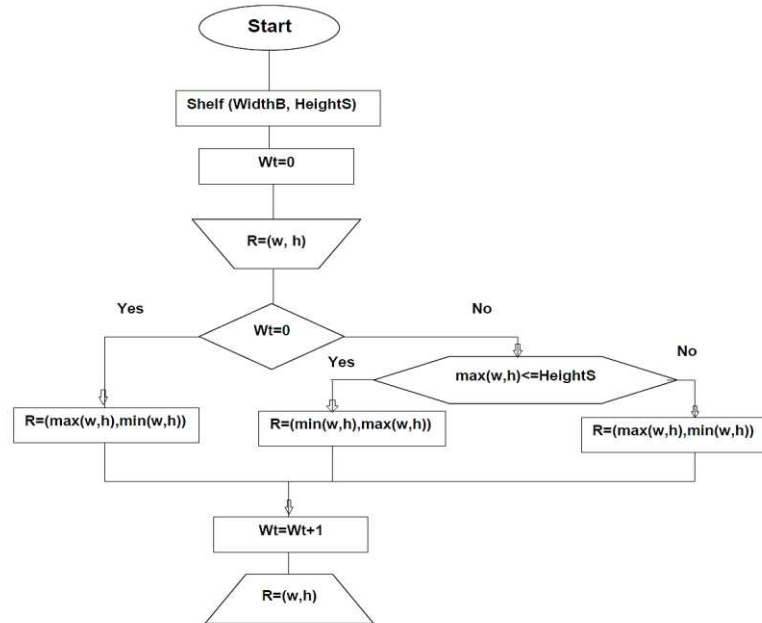 Start
Shelf (WidthB, HeightS)
Wt=0
R=(w, h)
Yes
No
Wt=0
Yes
No
max(w,h)<=HeightS
R=(max(w,h),min(w,h))
R=(min(w,h),max(w,h))
R=(max(w,h),min(w,h))
Wt=Wt+1
R=(w,h)